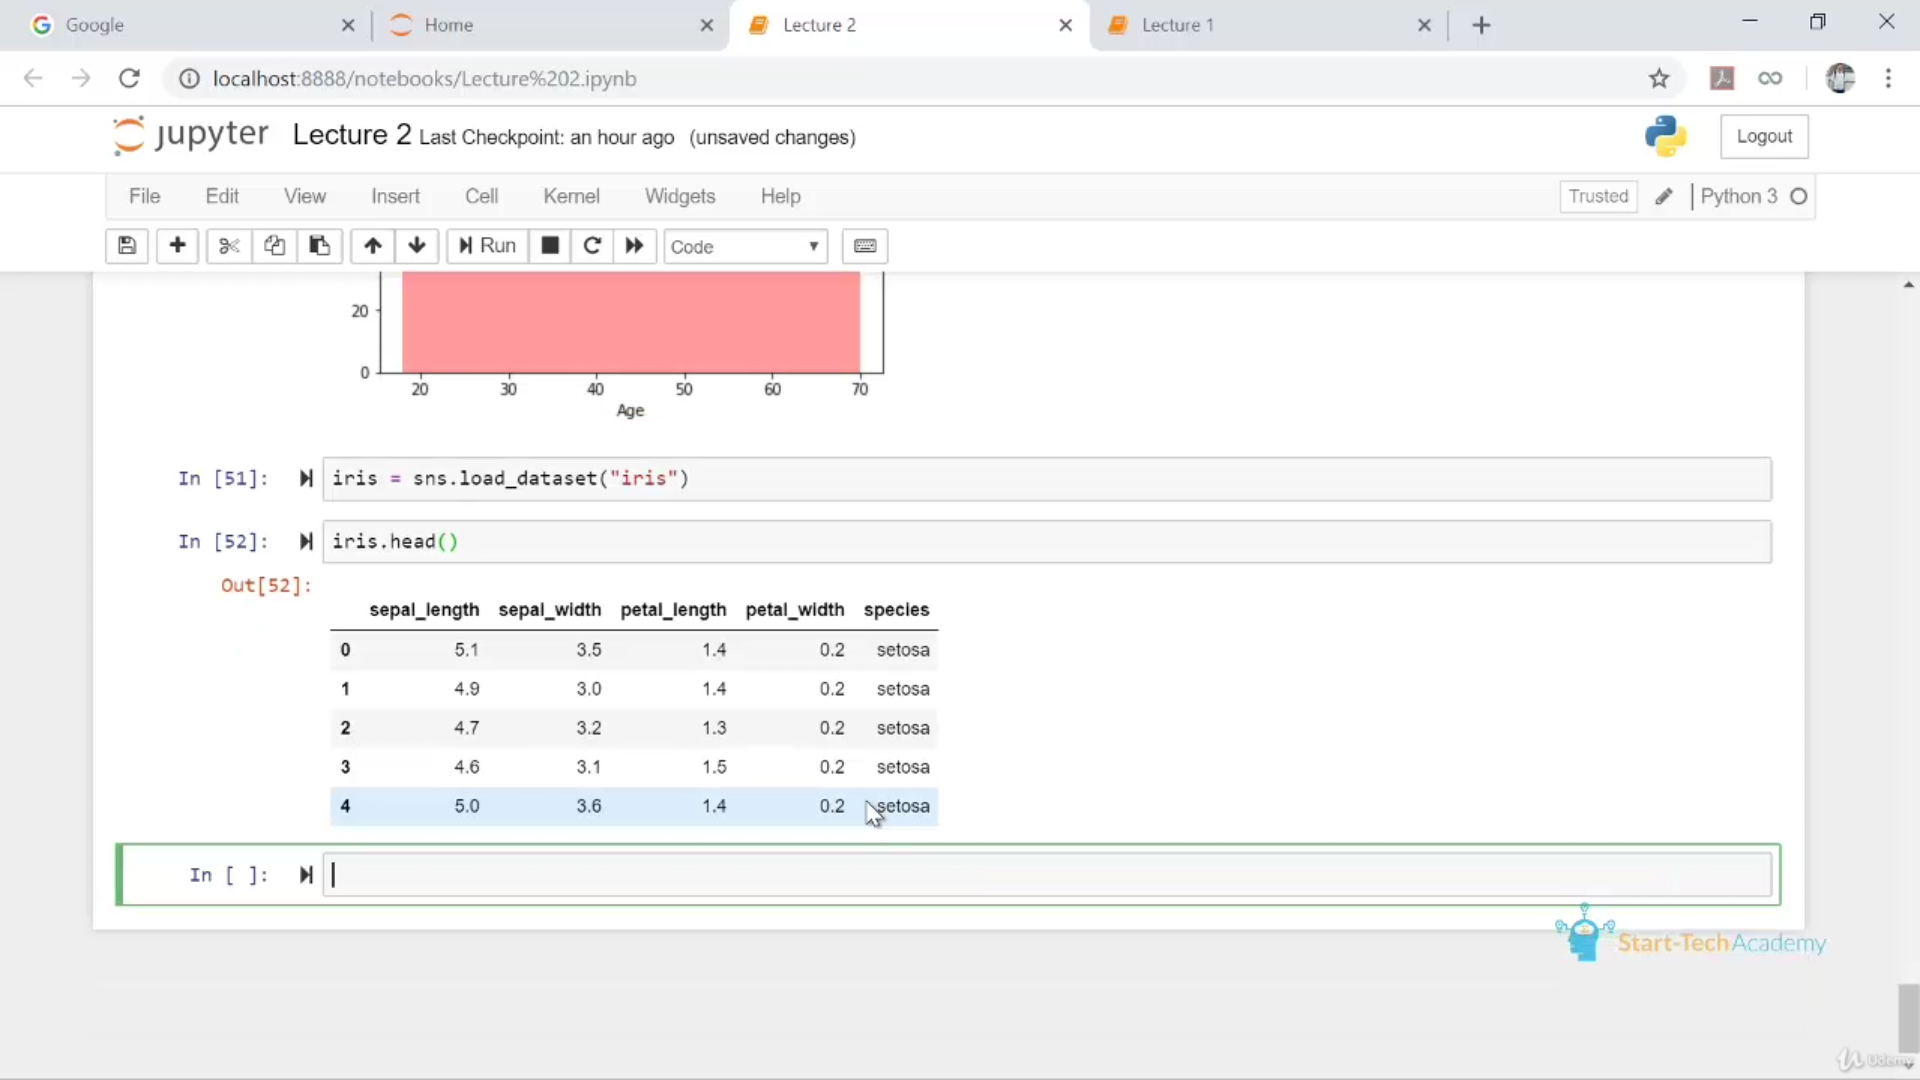 Google
Home
Lecture 2
Lecture 1
localhost:8888/notebooks/Lecture%202.ipynb
jupyter Lecture 2 Last Checkpoint: an hour ago (unsaved changes)
Logout
File Edit View Insert Cell Kernel Widgets Help
Trusted
Python 3
Run
Code
20
0
20 30 40 50 60 70
Age
In [51]: iris = sns.load_dataset("iris")
In [52]: iris.head()
Out[52]:
sepal_length sepal_width petal_length petal_width species
0 5.1 3.5 1.4 0.2 setosa
1 4.9 3.0 1.4 0.2 setosa
2 4.7 3.2 1.3 0.2 setosa
3 4.6 3.1 1.5 0.2 setosa
4 5.0 3.6 1.4 0.2 setosa
In [ ]:
Start-Tech Academy
Udemy